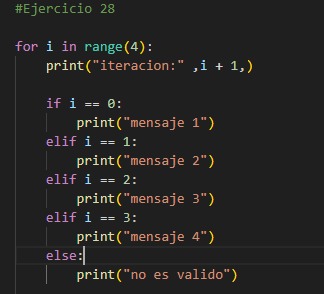 #Ejercicio 28
for i in range(4):
    print("iteracion:" ,i + 1,)
    if i == 0:
        print("mensaje 1")
    elif i == 1:
        print("mensaje 2")
    elif i == 2:
        print("mensaje 3")
    elif i == 3:
        print("mensaje 4")
    else:
        print("no es valido")